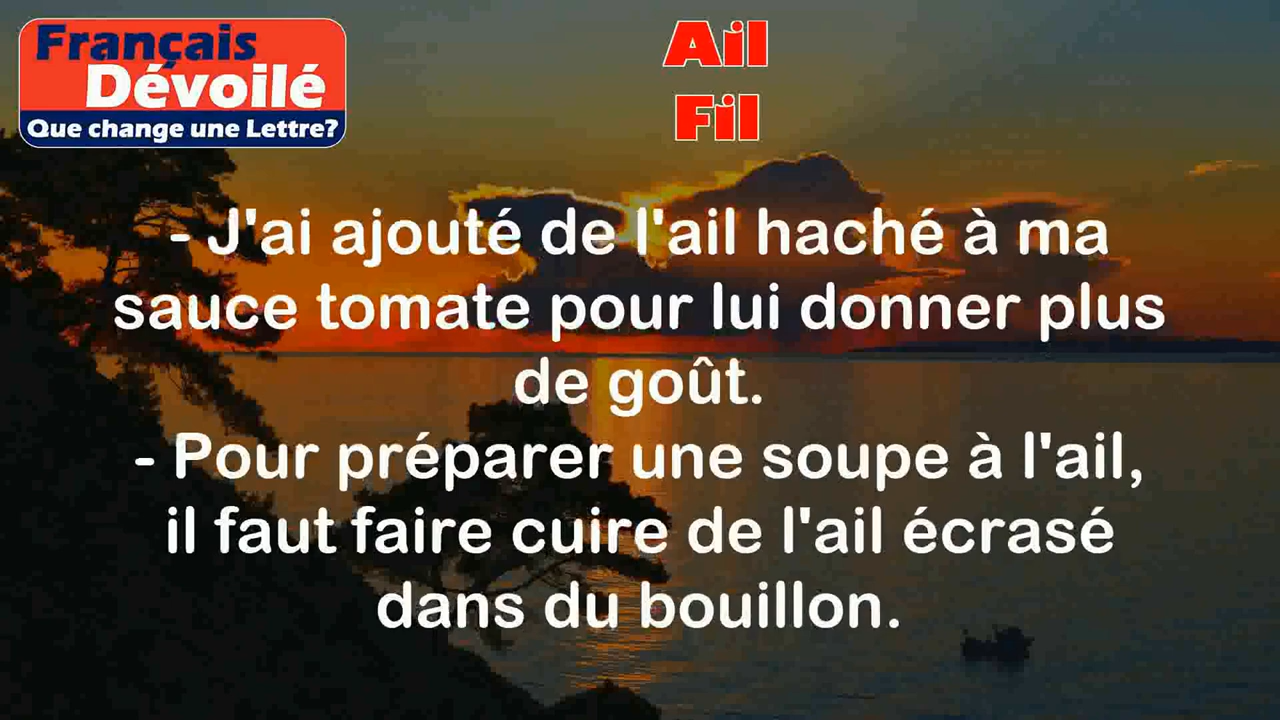 Français
Dévoilé
Que change une Lettre?
Ail
Fil
- J'ai ajouté de l'ail haché à ma
sauce tomate pour lui donner plus
de goût.
- Pour préparer une soupe à l'ail,
il faut faire cuire de l'ail écrasé
dans du bouillon.